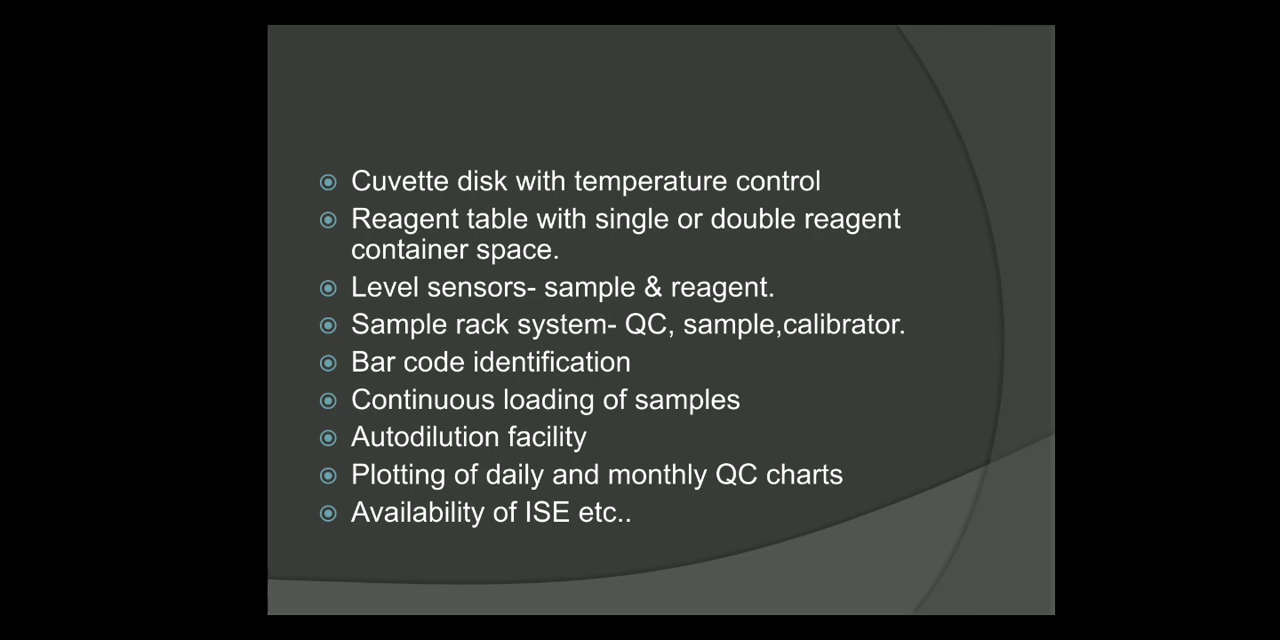 Cuvette disk with temperature control
Reagent table with single or double reagent
container space.
Level sensors- sample & reagent.
Sample rack system- QC, sample,calibrator.
Bar code identification
Continuous loading of samples
Autodilution facility
Plotting of daily and monthly QC charts
Availability of ISE etc..